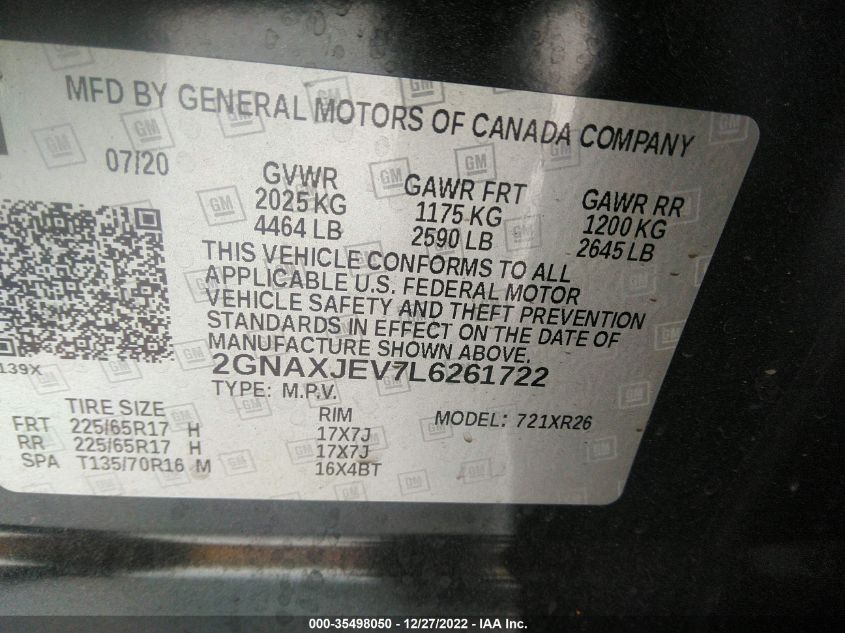 MFD BY GENERAL MOTORS OF CANADA COMPANY
07/20
GVWR GAWR FRT GAWR RR
2025 KG 1175 KG 1200 KG
4464 LB 2590 LB 2645 LB
THIS VEHICLE CONFORMS TO ALL
APPLICABLE U.S. FEDERAL MOTOR
VEHICLE SAFETY AND THEFT PREVENTION
STANDARDS IN EFFECT ON THE DATE OF
MANUFACTURE SHOWN ABOVE.
139X
2GNAXJEV7L6261722
TYPE: M.P.V.
MODEL: 721XR26
TIRE SIZE RIM
FRT 225/65R17 H 17X7J
RR 225/65R17 H 17X7J
SPA T135/70R16 M 16X4BT
000-35498050 - 12/27/2022 - IAA Inc.